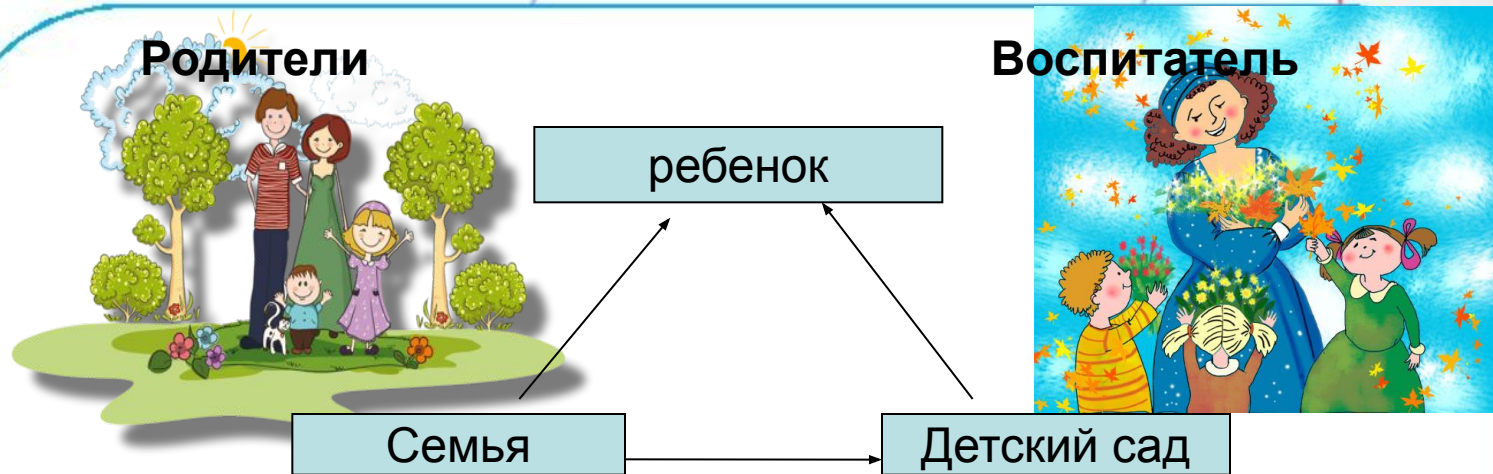 Родители
Воспитатель
ребенок
Семья
Детский сад